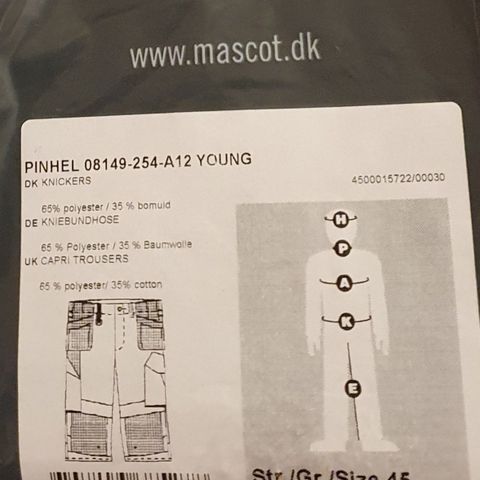 www.mascot.dk
PINHEL 08149-254-A12 YOUNG
DK KNICKERS
4500015722/00030
65% polyester / 35 % bomuld
DE KNIEBUNDHOSE
65 % Polyester / 35 % Baumwolle
UK CAPRI TROUSERS
65 % polyester/ 35% cotton
H
P
A
K
E
Str./Gr./Size 45